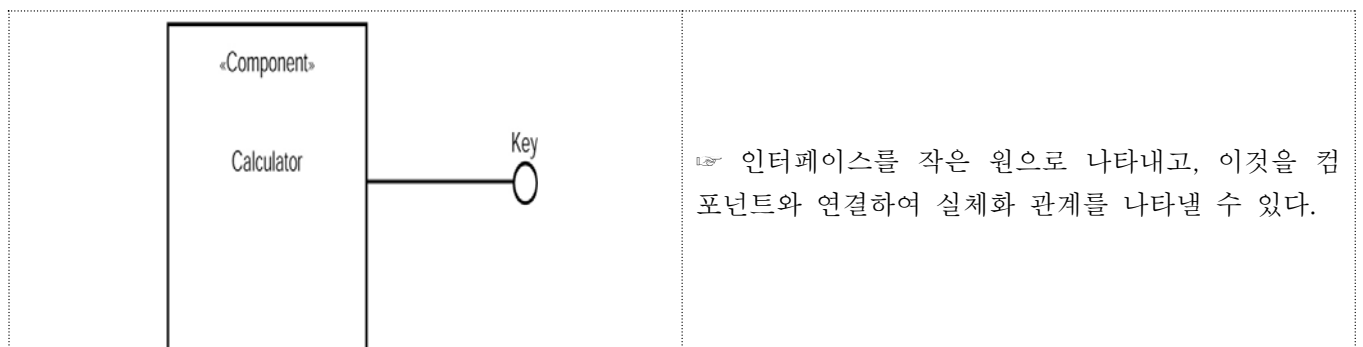 «Component»
Calculator
Key
☞ 인터페이스를 작은 원으로 나타내고, 이것을 컴
포넌트와 연결하여 실체화 관계를 나타낼 수 있다.